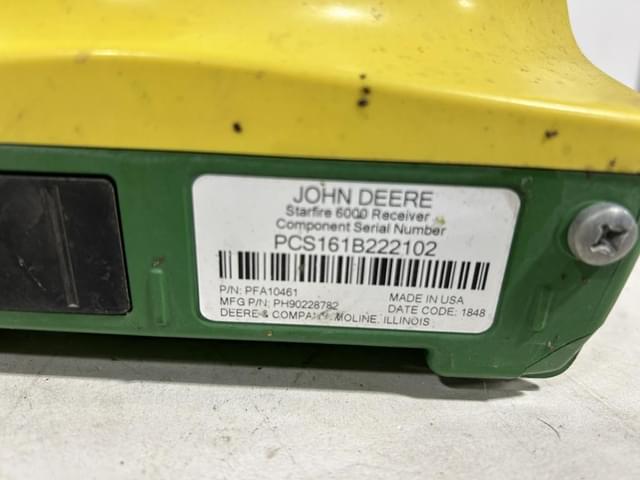 JOHN DEERE
Starfire 6000 Receiver
Component Serial Number
PCS161B222102
P/N: PFA10461
MFG P/N: PH90228782
MADE IN USA
DATE CODE: 1848
DEERE & COMPANY MOLINE, ILLINOIS